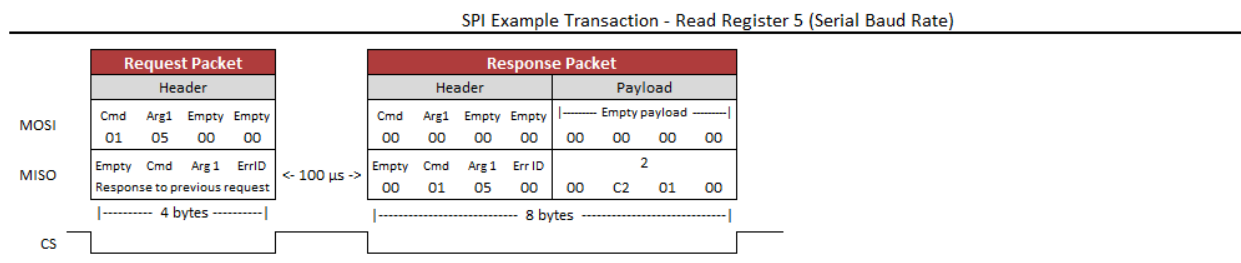 SPI Example Transaction - Read Register 5 (Serial Baud Rate)
Request Packet Response Packet
Header Header Payload
MOSI Cmd Arg1 Empty Empty Cmd Arg1 Empty Empty |--------- Empty payload ---------|
01 05 00 00 00 00 00 00 00 00 00 00
MISO Empty Cmd Arg 1 ErrID <- 100 µs -> Empty Cmd Arg 1 Err ID 2
Response to previous request 00 01 05 00 00 C2 01 00
|---------- 4 bytes ----------| |---------------------------- 8 bytes -----------------------------|
CS